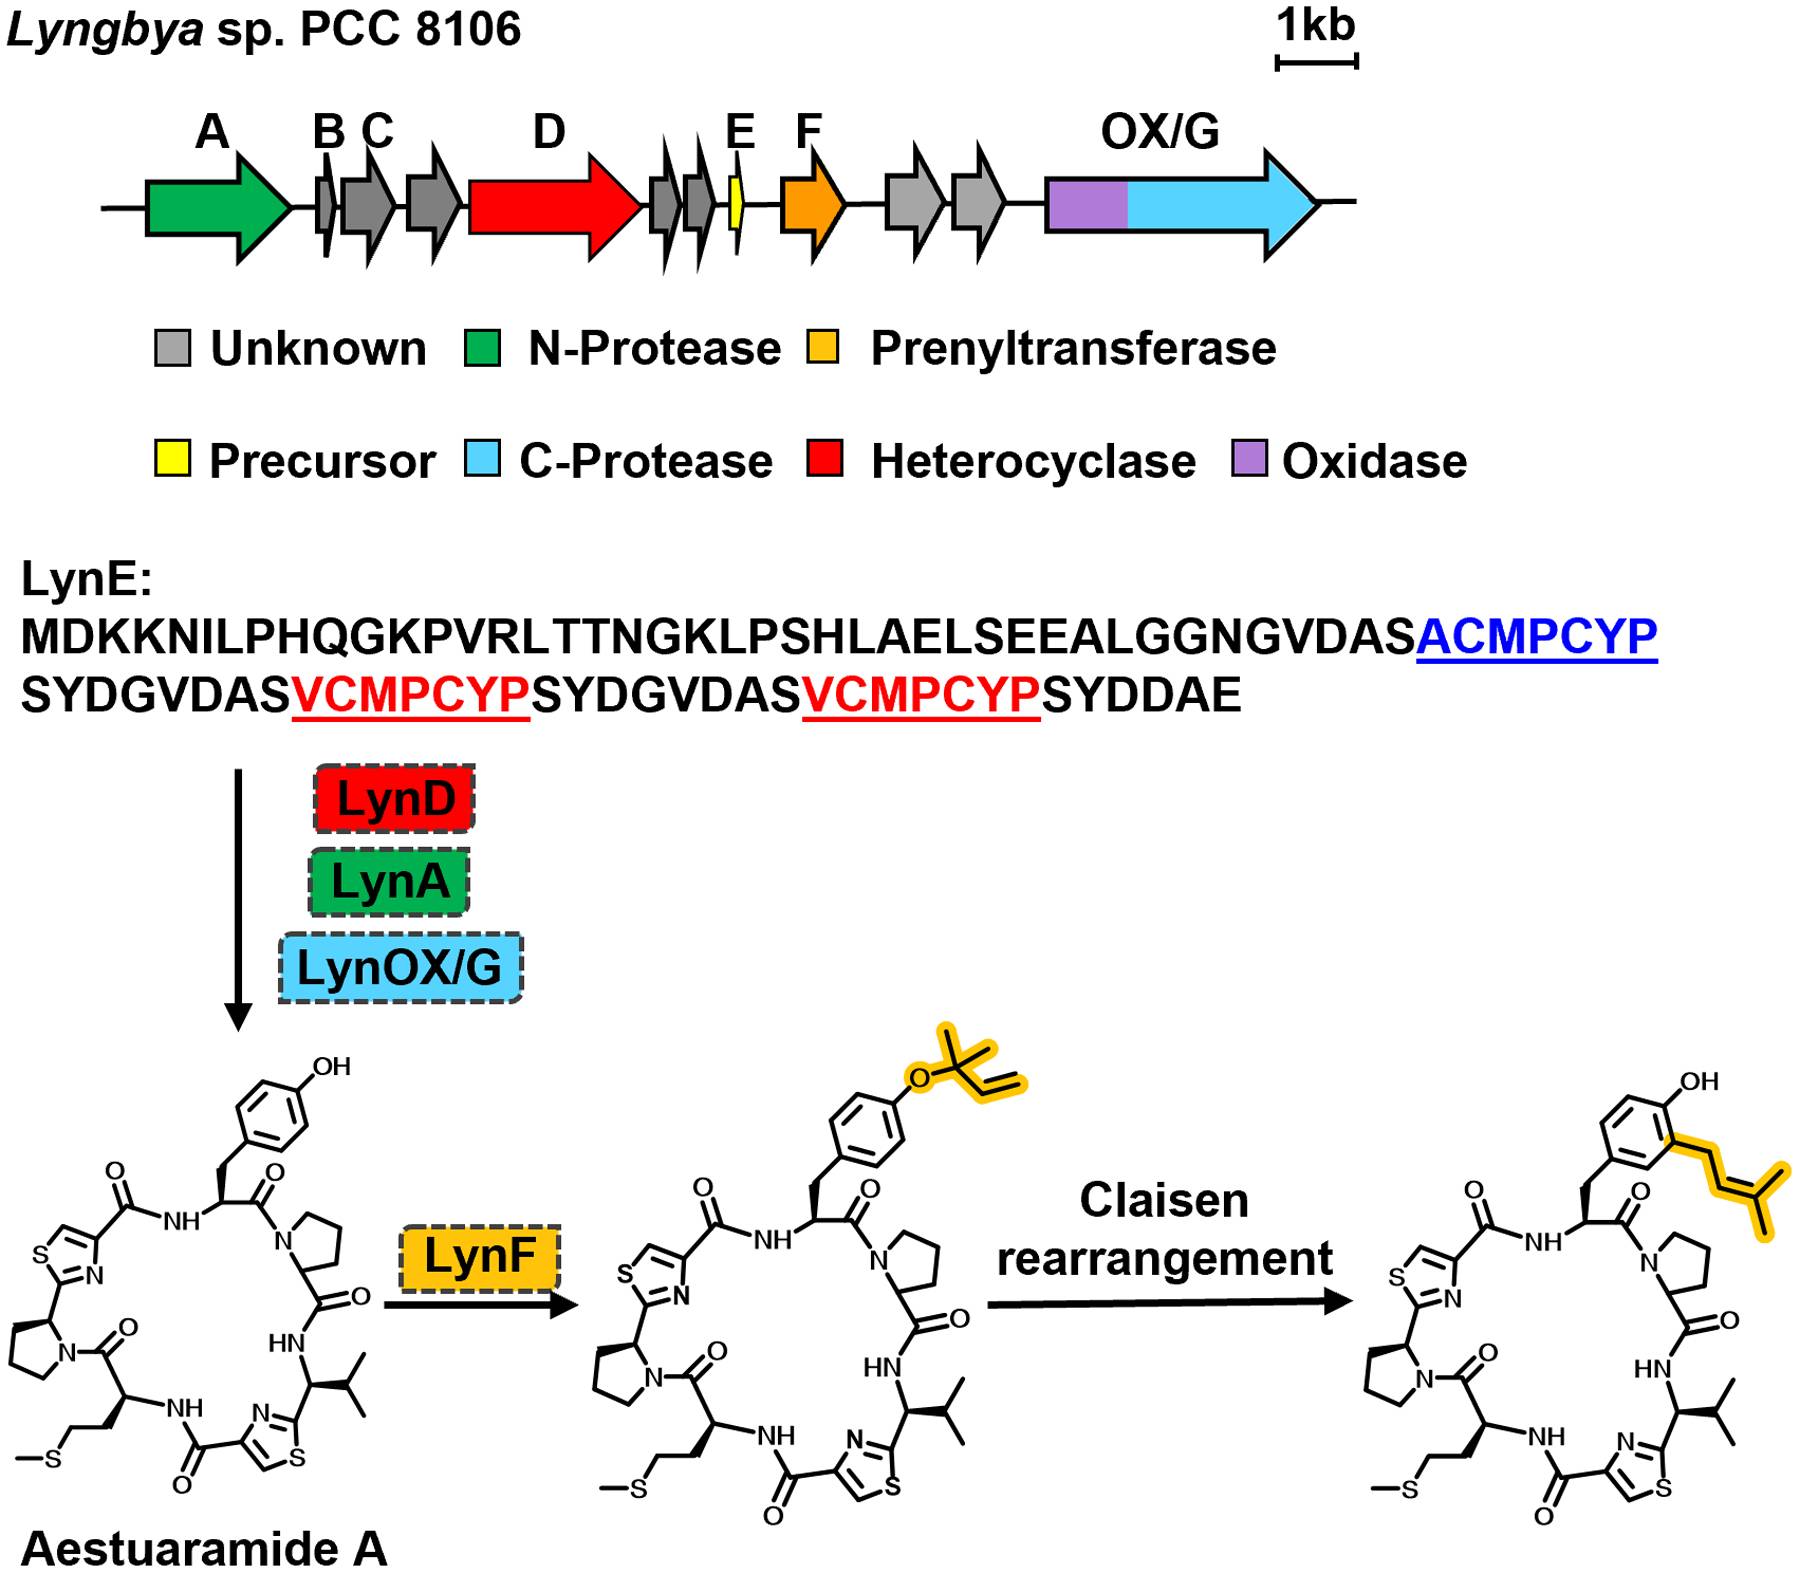 Lyngbya sp. PCC 8106
1kb
A B C D E F OX/G
Unknown N-Protease Prenyltransferase
Precursor C-Protease Heterocyclase Oxidase
LynE:
MDKKNILPHQGKPVRLTTNGKLPSHLAELSEEALGGNGVDASACMPCYP
SYDGVDASVCMPCYPSYDGVDASVCMPCYPSYDDAE
LynD
LynA
LynOX/G
OH
O
O
NH
N
S
N
O
HN
O
N
NH
N
S
S
O
Aestuaramide A
LynF
O
O
O
NH
N
S
N
O
O
N
HN
NH
N
S
S
O
Claisen
rearrangement
OH
O
O
NH
N
S
N
O
O
N
HN
NH
N
S
S
O